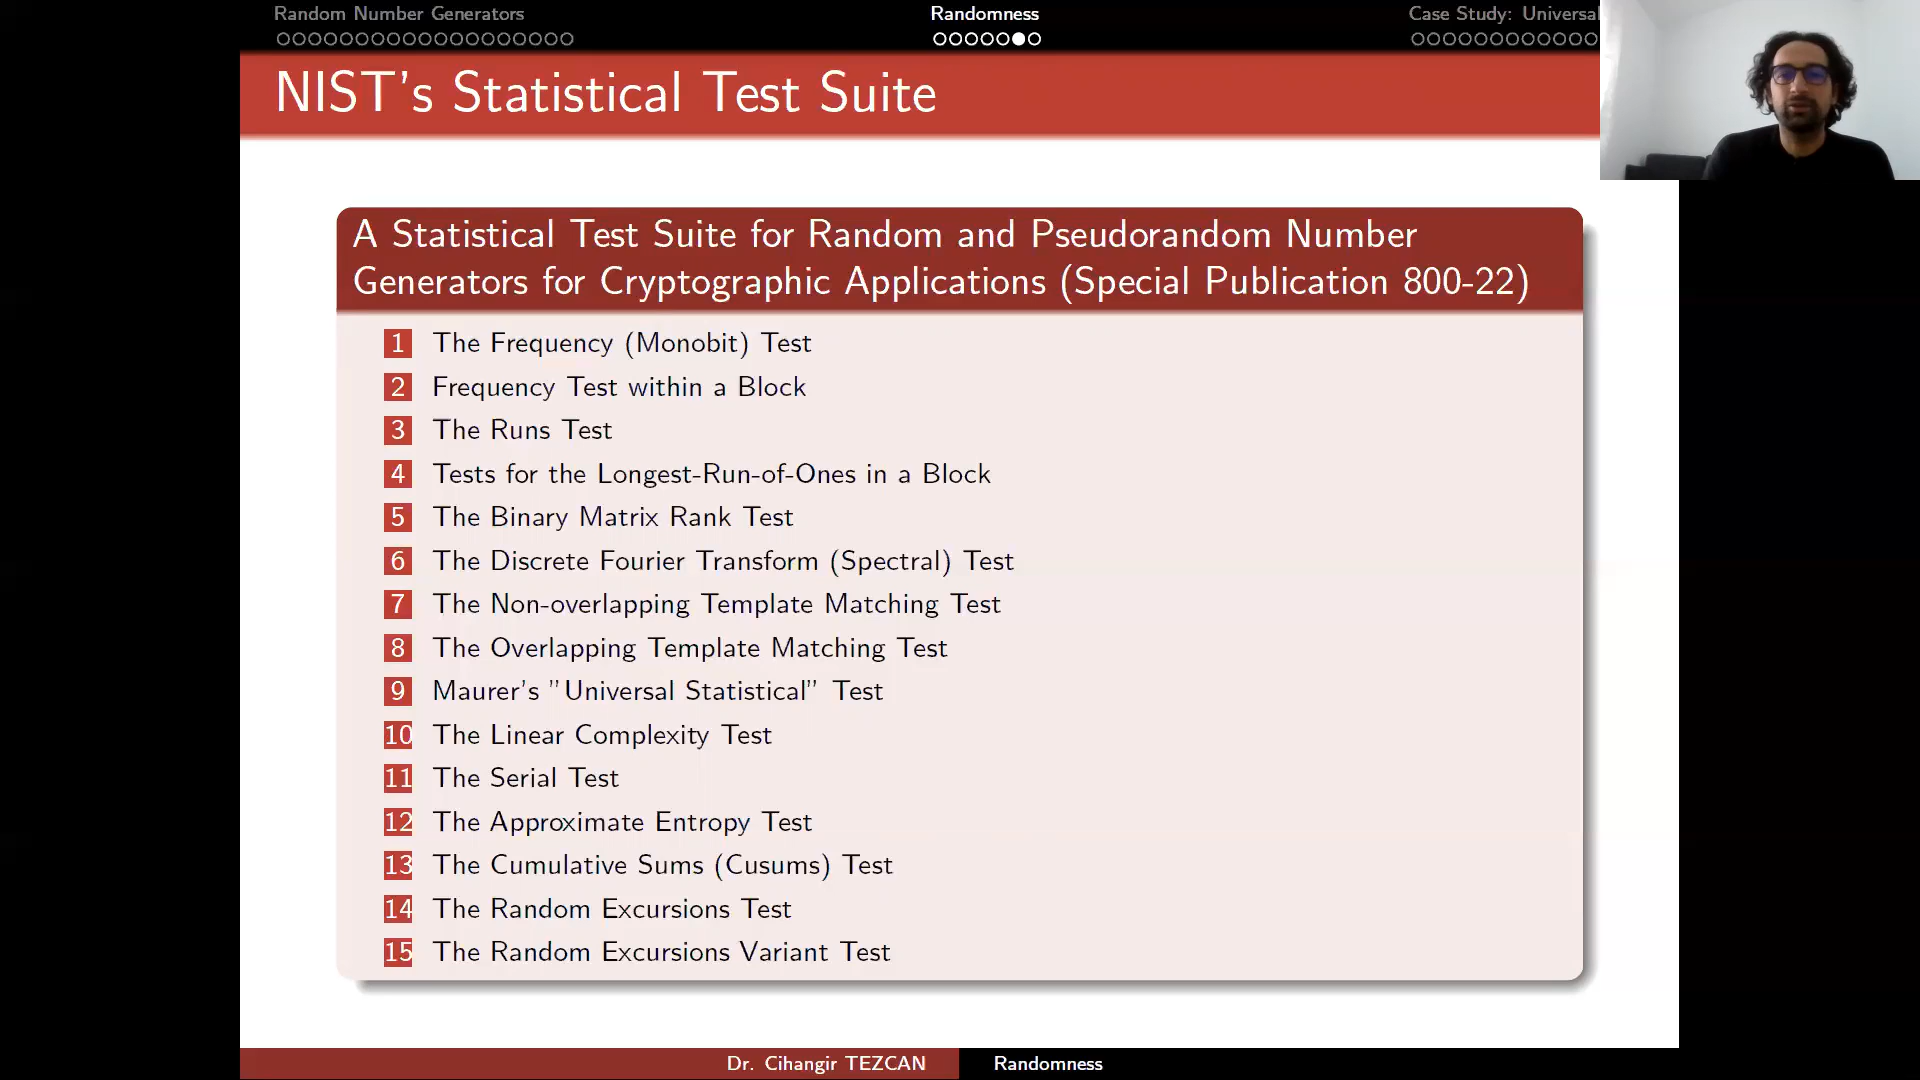 Random Number Generators
Randomness
Case Study: Universal
NIST's Statistical Test Suite
A Statistical Test Suite for Random and Pseudorandom Number
Generators for Cryptographic Applications (Special Publication 800-22)
1 The Frequency (Monobit) Test
2 Frequency Test within a Block
3 The Runs Test
4 Tests for the Longest-Run-of-Ones in a Block
5 The Binary Matrix Rank Test
6 The Discrete Fourier Transform (Spectral) Test
7 The Non-overlapping Template Matching Test
8 The Overlapping Template Matching Test
9 Maurer's "Universal Statistical" Test
10 The Linear Complexity Test
11 The Serial Test
12 The Approximate Entropy Test
13 The Cumulative Sums (Cusums) Test
14 The Random Excursions Test
15 The Random Excursions Variant Test
Dr. Cihangir TEZCAN
Randomness